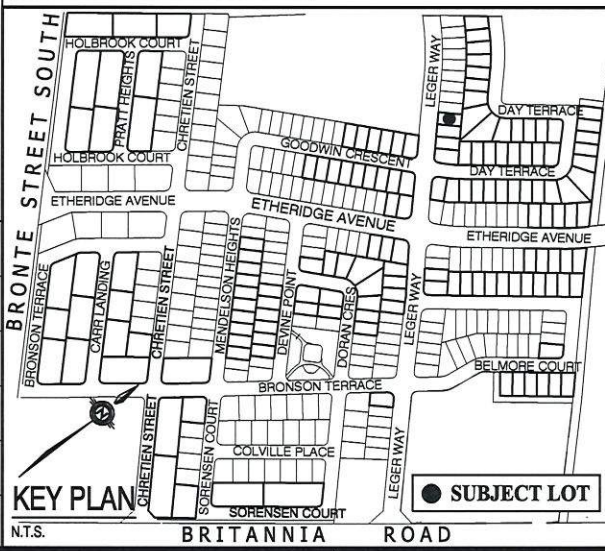 HOLBROOK COURT
PRATT HEIGHTS
CHRETIEN STREET
LEGER WAY
DAY TERRACE
BRONTE STREET SOUTH
GOODWIN CRESCENT
HOLBROOK COURT
DAY TERRACE
ETHERIDGE AVENUE
ETHERIDGE AVENUE
ETHERIDGE AVENUE
BRONSON TERRACE
CARR LANDING
CHRETIEN STREET
MENDELSON HEIGHTS
DEVINE POINT
DORAN CRES
LEGER WAY
BELMORE COURT
BRONSON TERRACE
N
CHRETIEN STREET
SORENSEN COURT
COLVILLE PLACE
LEGER WAY
KEY PLAN
SUBJECT LOT
SORENSEN COURT
N.T.S.
BRITANNIA ROAD